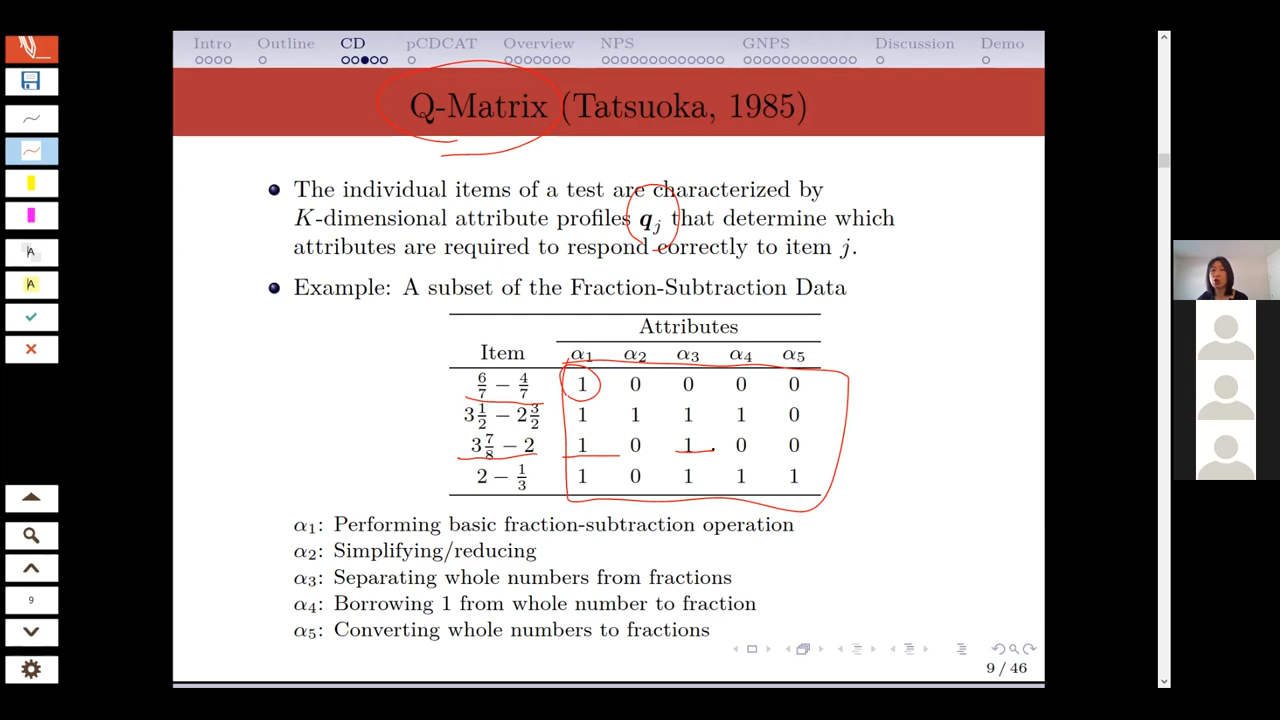 Intro Outline CD pCDCAT Overview NPS GNPS Discussion Demo
Q-Matrix (Tatsuoka, 1985)
The individual items of a test are characterized by
K-dimensional attribute profiles qⱼ that determine which
attributes are required to respond correctly to item j.
Example: A subset of the Fraction-Subtraction Data
Attributes
Item α₁ α₂ α₃ α₄ α₅
6/7 − 4/7 1 0 0 0 0
3 1/2 − 2 3/2 1 1 1 1 0
3 7/8 − 2 1 0 1 0 0
2 − 1/3 1 0 1 1 1
α₁: Performing basic fraction-subtraction operation
α₂: Simplifying/reducing
α₃: Separating whole numbers from fractions
α₄: Borrowing 1 from whole number to fraction
α₅: Converting whole numbers to fractions
9 / 46
A
A
9